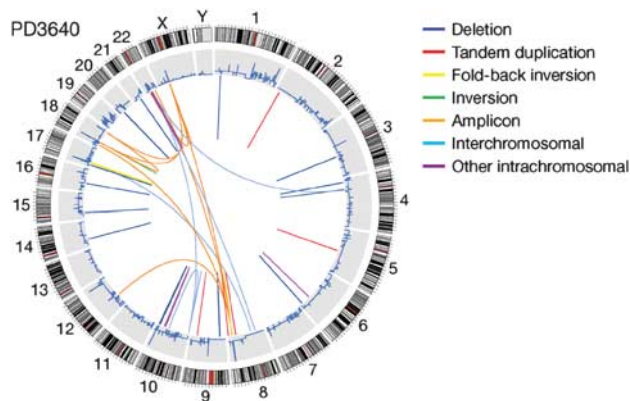 PD3640
X
Y
1
2
3
4
5
6
7
8
9
10
11
12
13
14
15
16
17
18
19
20
21
22
Deletion
Tandem duplication
Fold-back inversion
Inversion
Amplicon
Interchromosomal
Other intrachromosomal